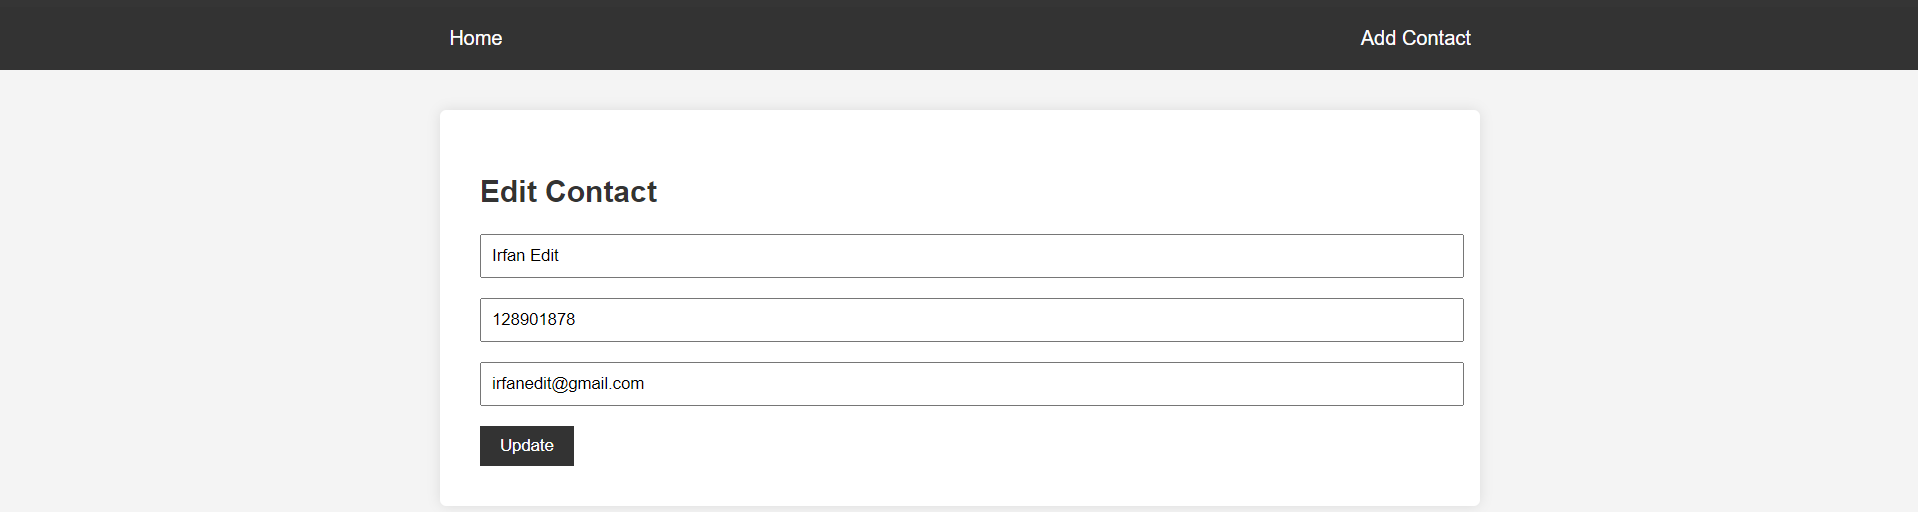 Home Add Contact
Edit Contact
Irfan Edit
128901878
irfanedit@gmail.com
Update